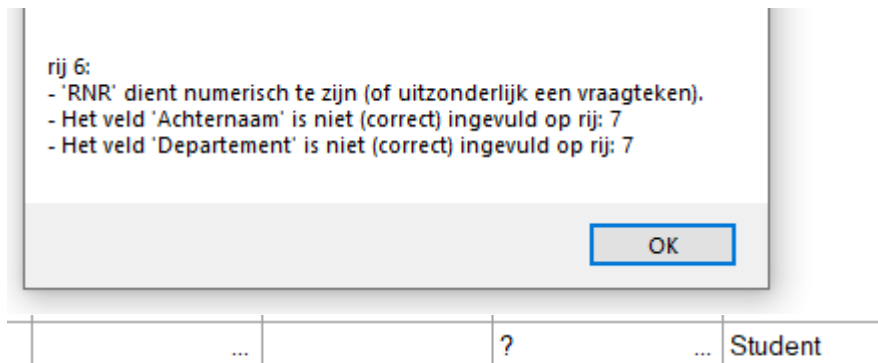 rij 6:
- 'RNR' dient numerisch te zijn (of uitzonderlijk een vraagteken).
- Het veld 'Achternaam' is niet (correct) ingevuld op rij: 7
- Het veld 'Departement' is niet (correct) ingevuld op rij: 7
OK
... ? ... Student